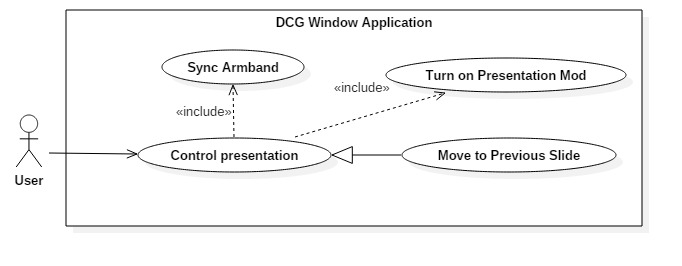 DCG Window Application
Sync Armband
Turn on Presentation Mod
«include»
«include»
Control presentation
Move to Previous Slide
User